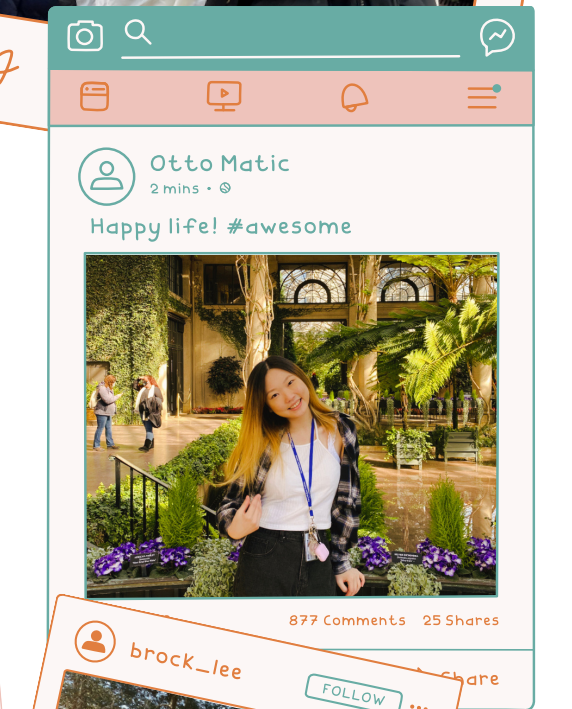 Otto Matic
2 mins •
Happy life! #awesome
877 Comments 25 Shares
Share
brock_lee
FOLLOW